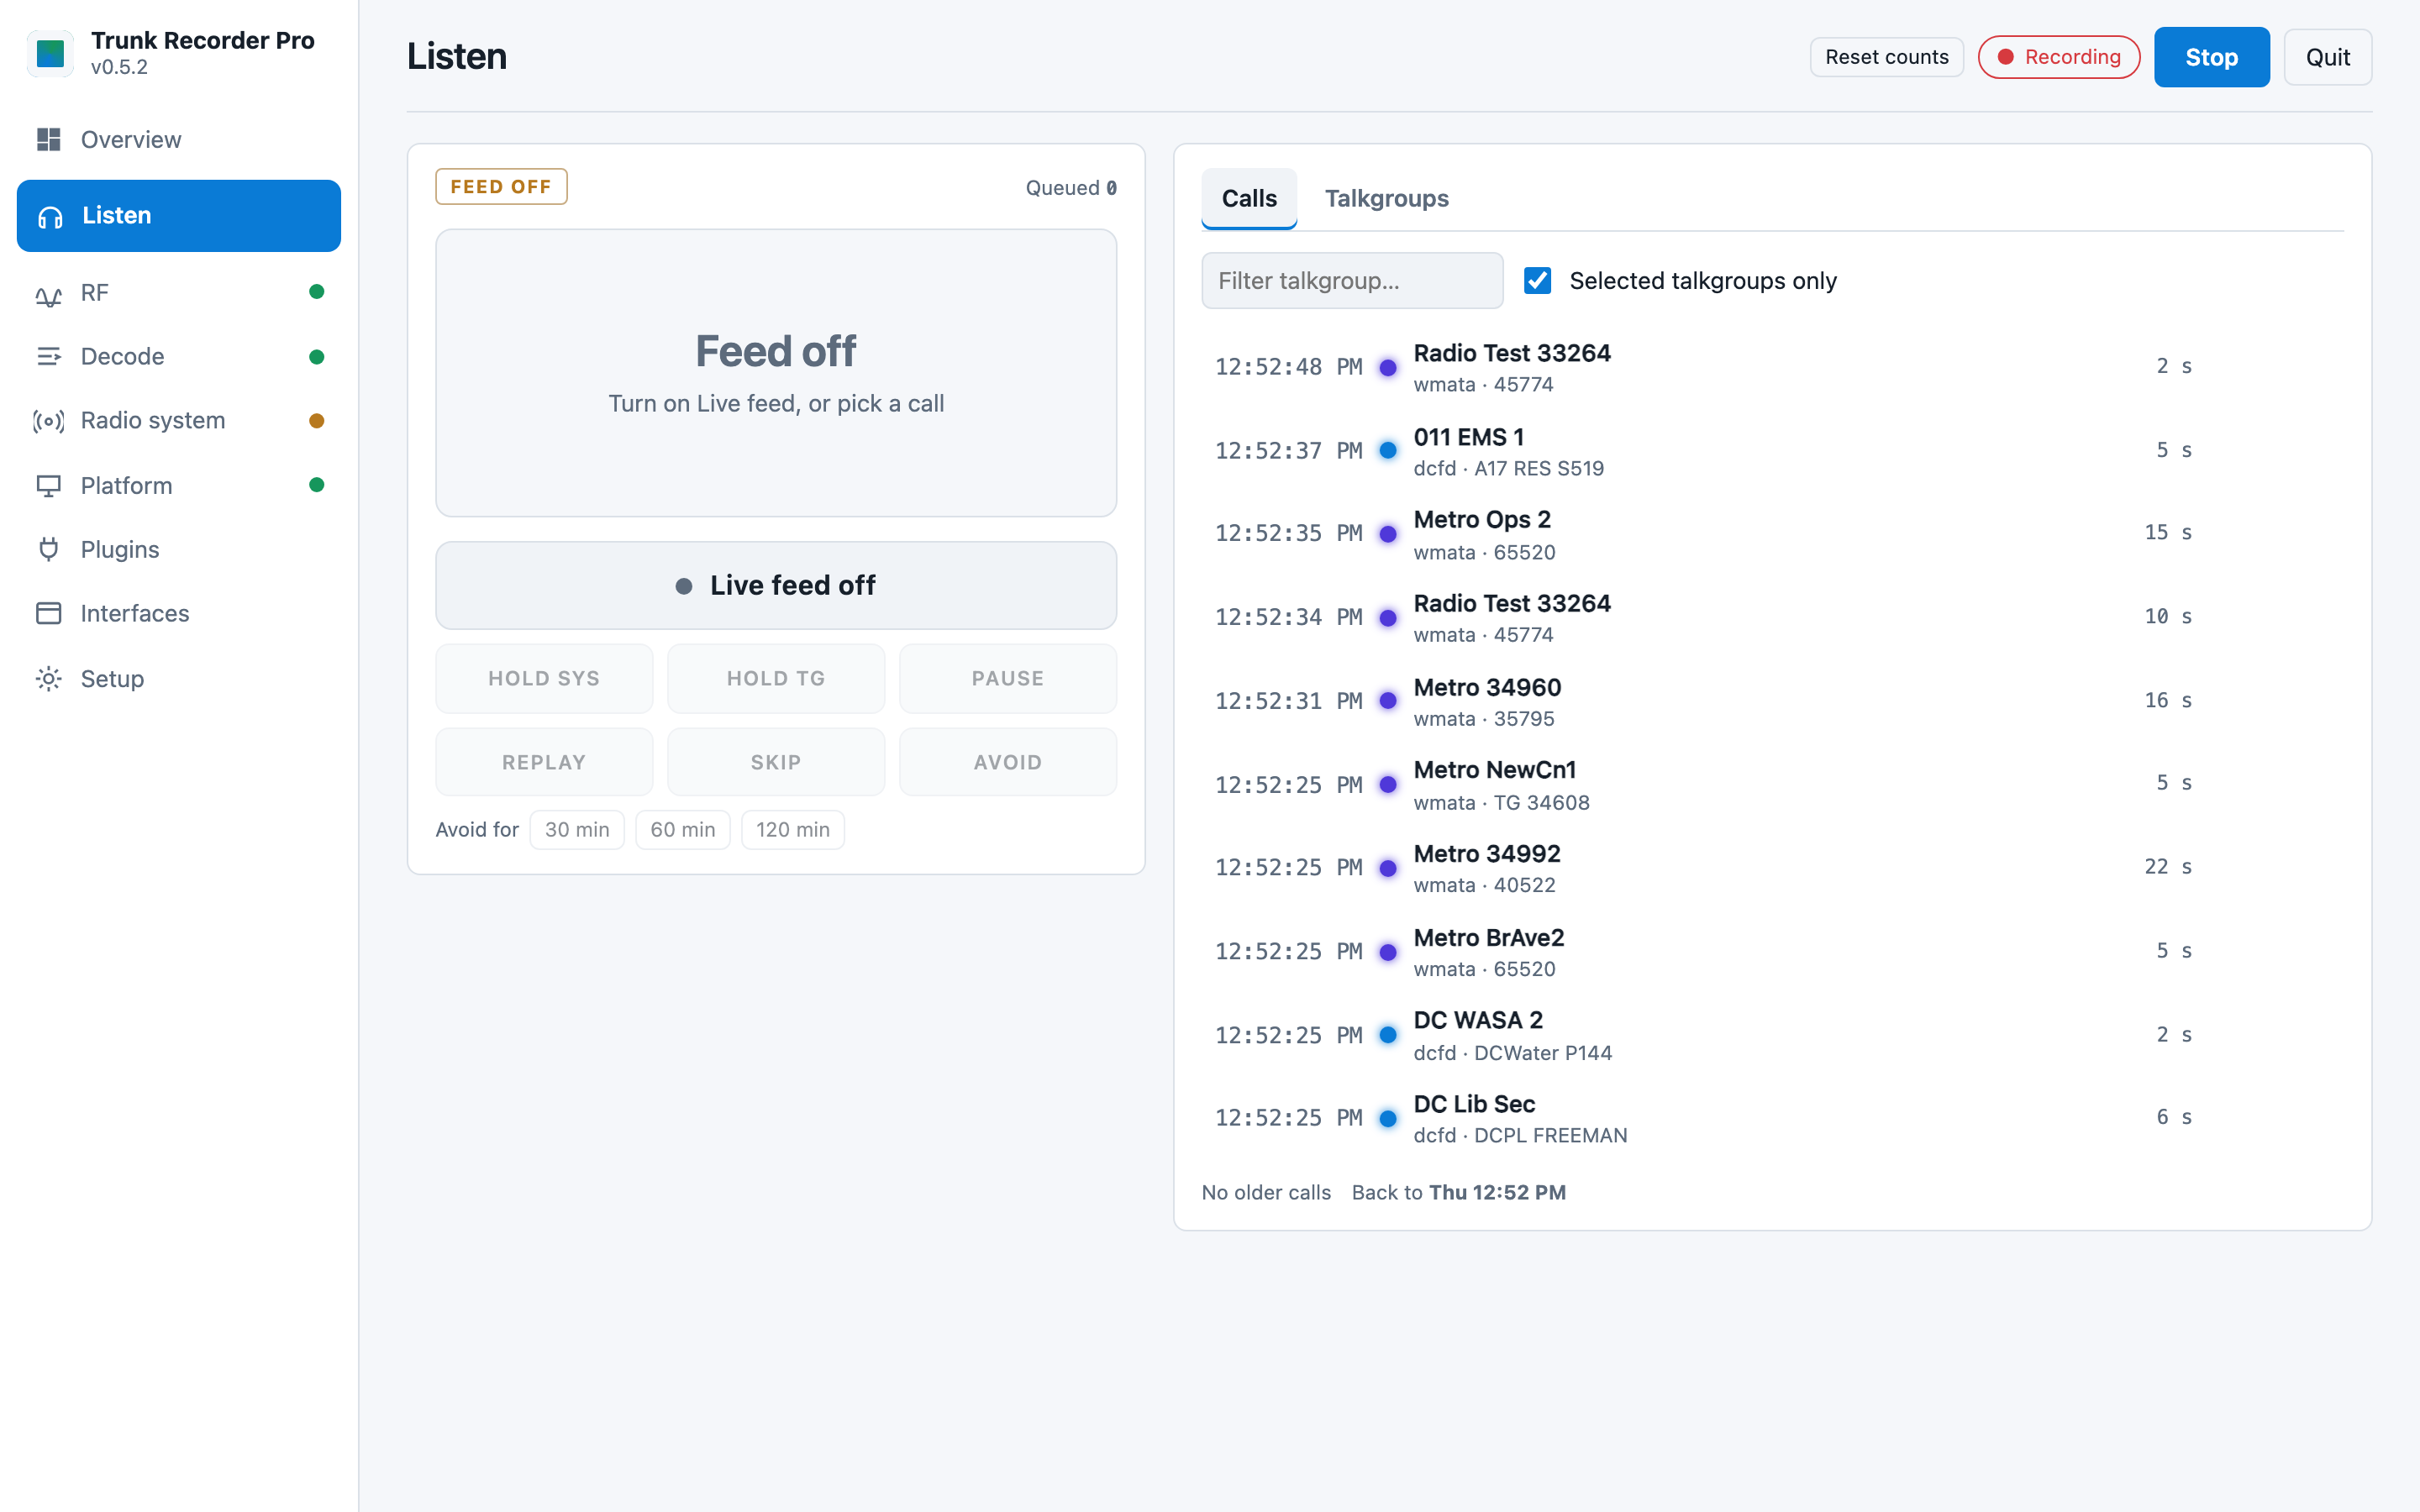 Trunk Recorder Pro
v0.5.2
Overview
Listen
RF
Decode
Radio system
Platform
Plugins
Interfaces
Setup
Listen
Reset counts
Recording
Stop
Quit
FEED OFF
Queued 0
Feed off
Turn on Live feed, or pick a call
Live feed off
HOLD SYS HOLD TG PAUSE
REPLAY SKIP AVOID
Avoid for 30 min 60 min 120 min
Calls Talkgroups
Filter talkgroup... Selected talkgroups only
12:52:48 PM Radio Test 33264 2 s
wmata · 45774
12:52:37 PM 011 EMS 1 5 s
dcfd · A17 RES S519
12:52:35 PM Metro Ops 2 15 s
wmata · 65520
12:52:34 PM Radio Test 33264 10 s
wmata · 45774
12:52:31 PM Metro 34960 16 s
wmata · 35795
12:52:25 PM Metro NewCn1 5 s
wmata · TG 34608
12:52:25 PM Metro 34992 22 s
wmata · 40522
12:52:25 PM Metro BrAve2 5 s
wmata · 65520
12:52:25 PM DC WASA 2 2 s
dcfd · DCWater P144
12:52:25 PM DC Lib Sec 6 s
dcfd · DCPL FREEMAN
No older calls Back to Thu 12:52 PM